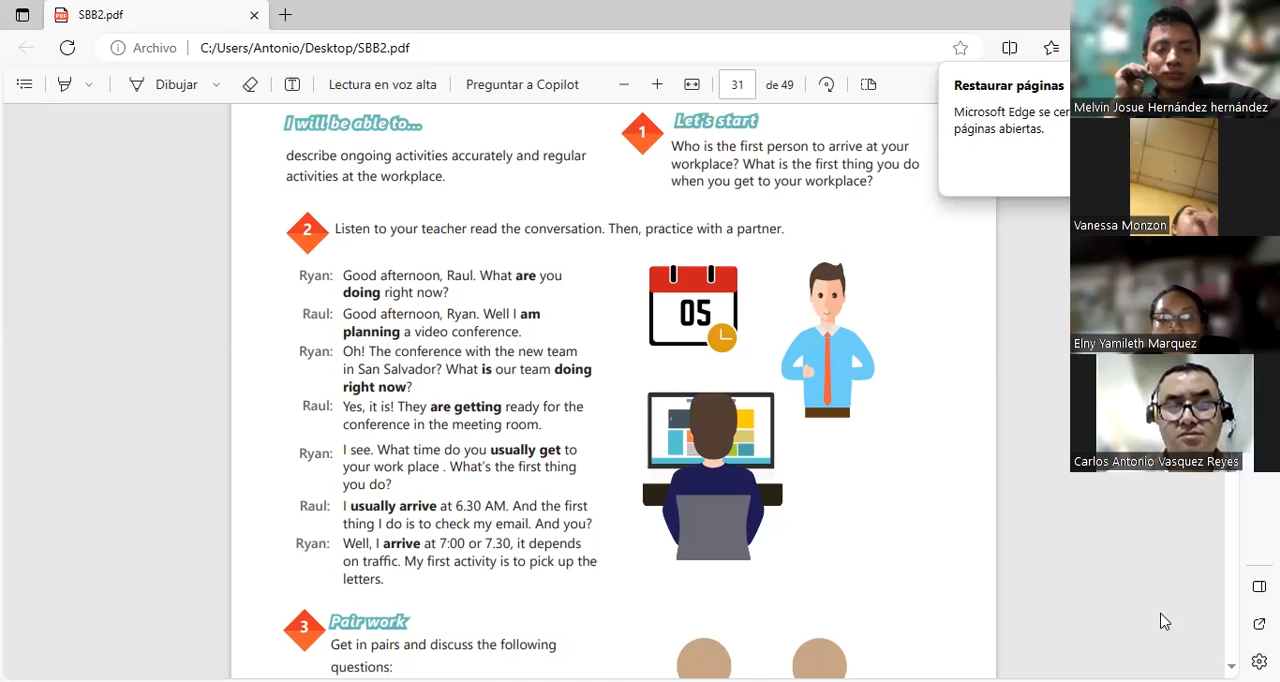 SBB2.pdf
Archivo
C:/Users/Antonio/Desktop/SBB2.pdf
Dibujar
Lectura en voz alta
Preguntar a Copilot
31
de 49
Restaurar páginas
Microsoft Edge se cer
páginas abiertas.
I will be able to...
describe ongoing activities accurately and regular
activities at the workplace.
1
Let's start
Who is the first person to arrive at your
workplace? What is the first thing you do
when you get to your workplace?
2
Listen to your teacher read the conversation. Then, practice with a partner.
Ryan: Good afternoon, Raul. What are you
doing right now?
Raul: Good afternoon, Ryan. Well I am
planning a video conference.
Ryan: Oh! The conference with the new team
in San Salvador? What is our team doing
right now?
Raul: Yes, it is! They are getting ready for the
conference in the meeting room.
Ryan: I see. What time do you usually get to
your work place . What's the first thing
you do?
Raul: I usually arrive at 6.30 AM. And the first
thing I do is to check my email. And you?
Ryan: Well, I arrive at 7:00 or 7.30, it depends
on traffic. My first activity is to pick up the
letters.
05
3
Pair work
Get in pairs and discuss the following
questions:
Melvin Josue Hernández hernández
Vanessa Monzon
Elny Yamileth Marquez
Carlos Antonio Vasquez Reyes